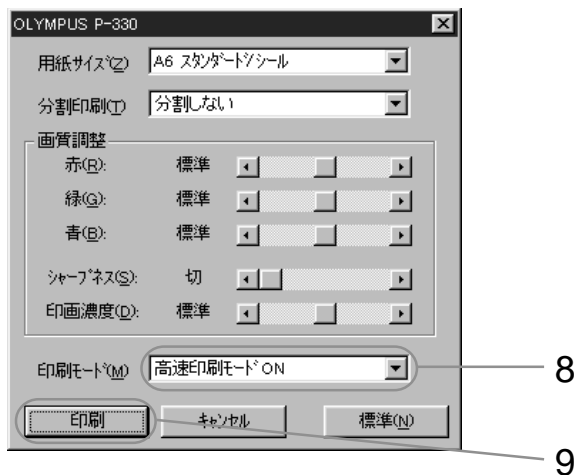 OLYMPUS P-330
用紙サイズ(Z) A6 スタンダード/シール
分割印刷(T) 分割しない
画質調整
赤(R): 標準
緑(G): 標準
青(B): 標準
シャープネス(S): 切
印画濃度(D): 標準
印刷モード(M) 高速印刷モードON 8
印刷 キャンセル 標準(N)
9